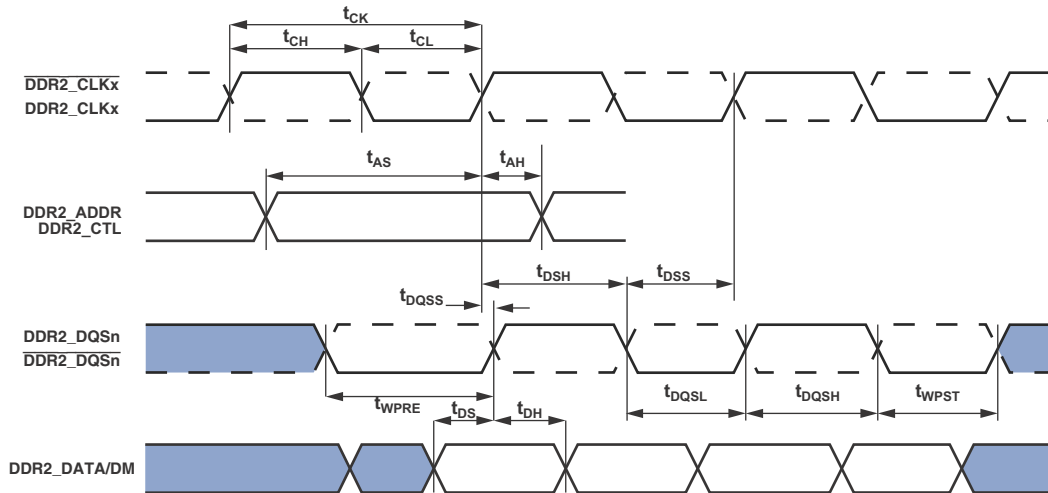 tCK
tCH tCL
DDR2_CLKx
DDR2_CLKx
tAS tAH
DDR2_ADDR
DDR2_CTL
tDSH tDSS
tDQSS
DDR2_DQSn
DDR2_DQSn
tWPRE tDS tDH tDQSL tDQSH tWPST
DDR2_DATA/DM